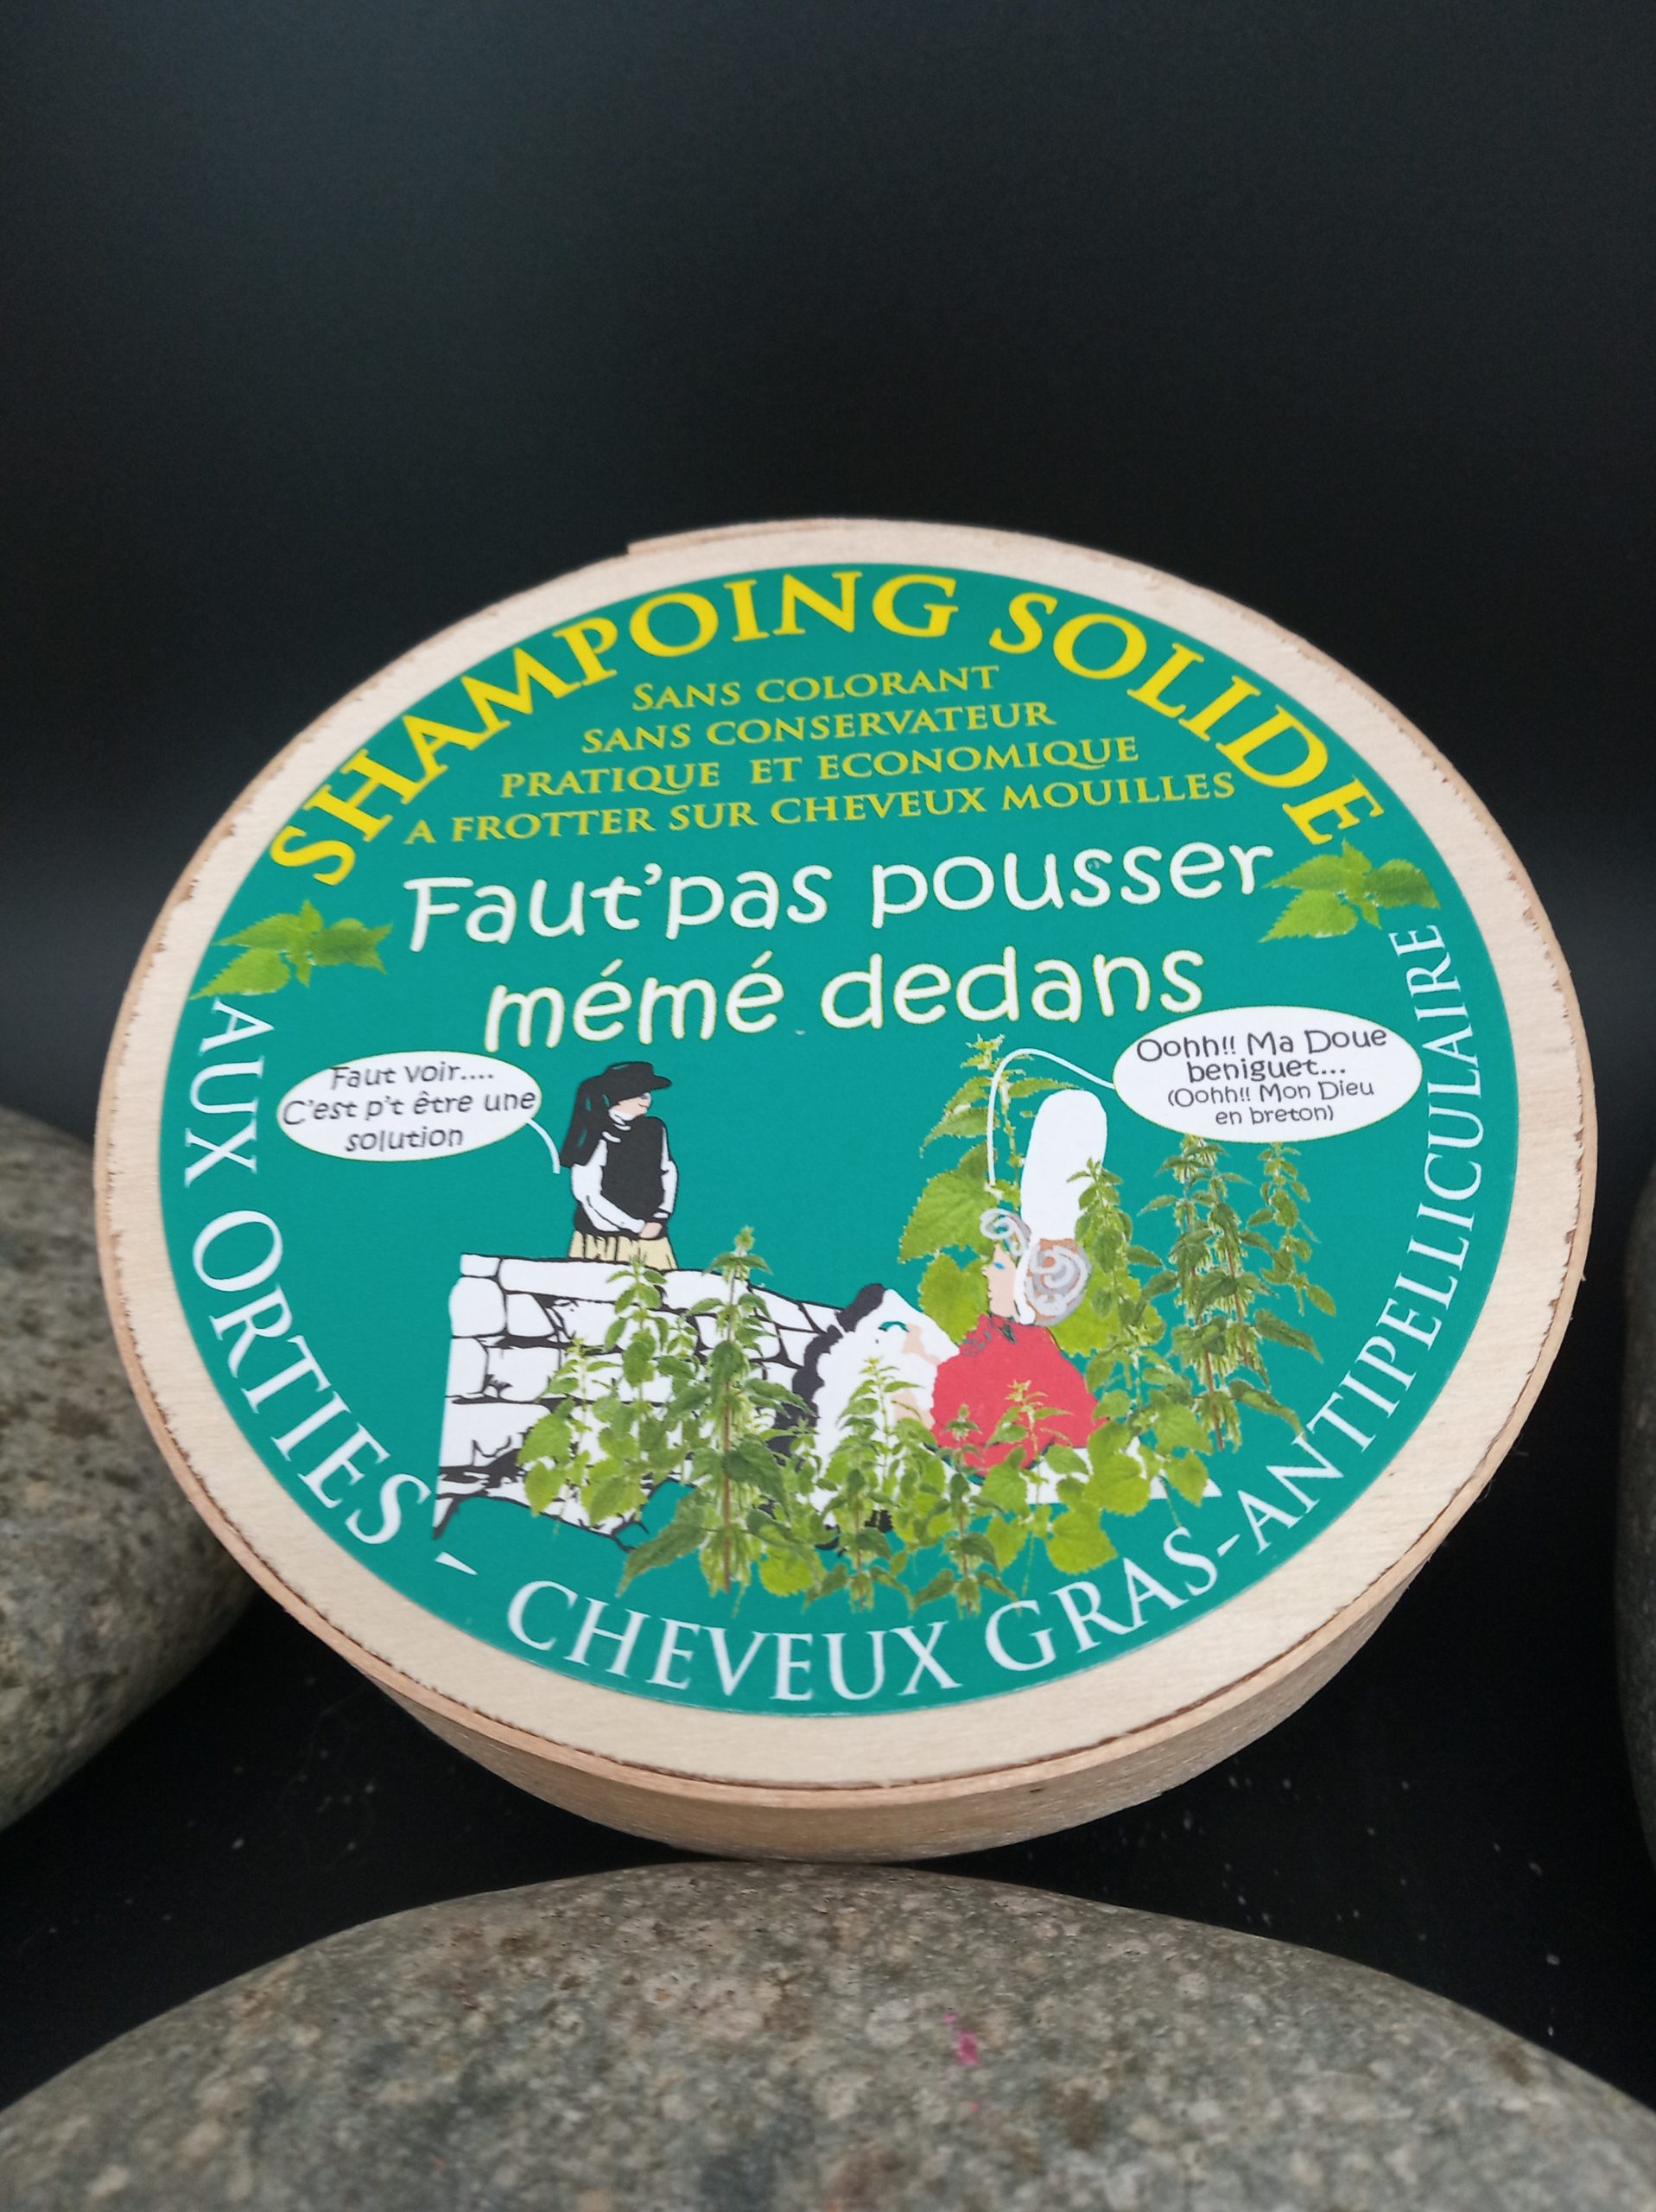 SHAMPOING SOLIDE
SANS COLORANT
SANS CONSERVATEUR
PRATIQUE ET ECONOMIQUE
A FROTTER SUR CHEVEUX MOUILLES
Faut'pas pousser
mémé dedans
Faut voir....
C'est p't être une
solution
Oohh!! Ma Doue
beniguet...
(Oohh!! Mon Dieu
en breton)
AUX ORTIES - CHEVEUX GRAS-ANTIPELLICULAIRE